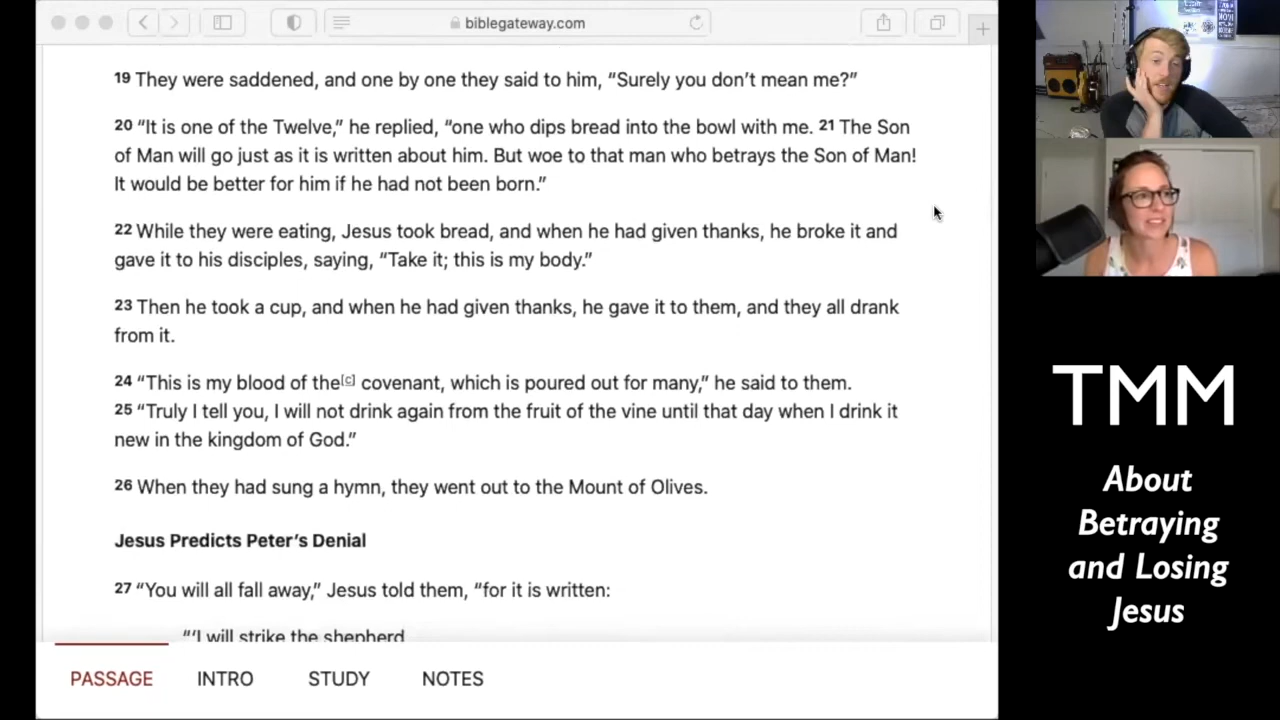 biblegateway.com
19 They were saddened, and one by one they said to him, “Surely you don’t mean me?”
20 “It is one of the Twelve,” he replied, “one who dips bread into the bowl with me. 21 The Son
of Man will go just as it is written about him. But woe to that man who betrays the Son of Man!
It would be better for him if he had not been born.”
22 While they were eating, Jesus took bread, and when he had given thanks, he broke it and
gave it to his disciples, saying, “Take it; this is my body.”
23 Then he took a cup, and when he had given thanks, he gave it to them, and they all drank
from it.
24 “This is my blood of the[c] covenant, which is poured out for many,” he said to them.
25 “Truly I tell you, I will not drink again from the fruit of the vine until that day when I drink it
new in the kingdom of God.”
26 When they had sung a hymn, they went out to the Mount of Olives.
Jesus Predicts Peter’s Denial
27 “You will all fall away,” Jesus told them, “for it is written:
“‘I will strike the shepherd
PASSAGE INTRO STUDY NOTES
TMM
About
Betraying
and Losing
Jesus